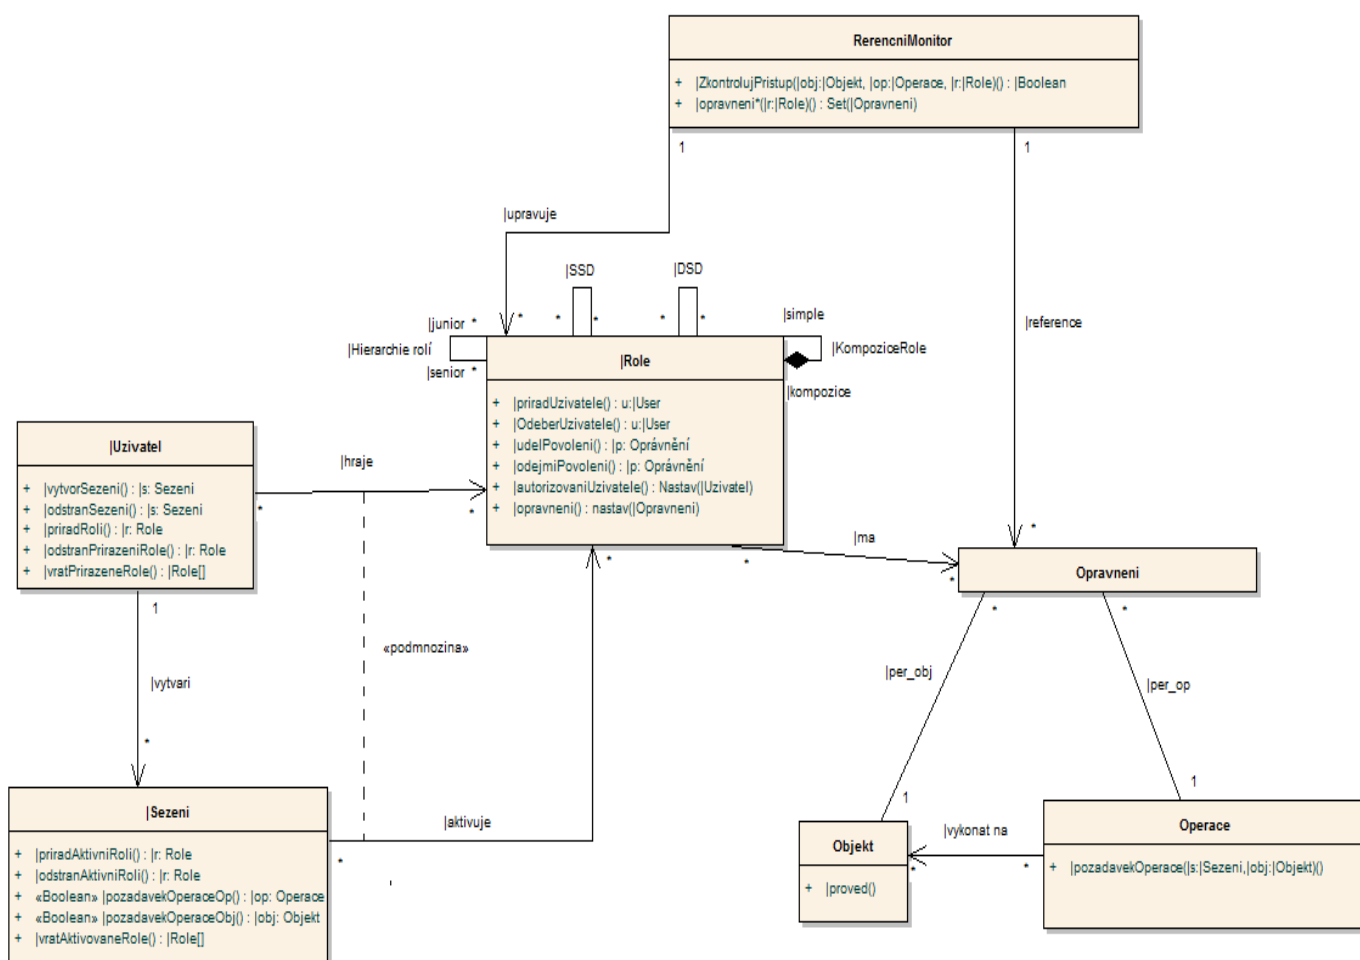 RerencniMonitor
+ |ZkontrolujPristup(|obj:|Objekt, |op:|Operace, |r:|Role)() : |Boolean
+ |opravneni*(|r:|Role)() : Set(|Opravneni)
1
1
|upravuje
|SSD
|DSD
|reference
|junior *
*
*
*
*
*
|simple
|Hierarchie rolí
|KompoziceRole
|senior *
|kompozice
|Role
+ |priradUzivatele() : u:|User
+ |OdeberUzivatele() : u:|User
+ |udelPovoleni() : |p: Oprávnění
+ |odejmiPovoleni() : |p: Oprávnění
+ |autorizovaniUzivatele() : Nastav(|Uzivatel)
+ |opravneni() : nastav(|Opravneni)
|Uzivatel
+ |vytvorSezeni() : |s: Sezeni
+ |odstranSezeni() : |s: Sezeni
+ |priradRoli() : |r: Role
+ |odstranPrirazeniRole() : |r: Role
+ |vratPrirazeneRole() : |Role[]
|hraje
*
*
*
|ma
*
*
*
Opravneni
1
*
*
«podmnozina»
|per_obj
|vytvari
|per_op
*
1
1
|Sezeni
+ |priradAktivniRoli() : |r: Role
+ |odstranAktivniRoli() : |r: Role
+ «Boolean» |pozadavekOperaceOp() : |op: Operace
+ «Boolean» |pozadavekOperaceObj() : |obj: Objekt
+ |vratAktivovaneRole() : |Role[]
|aktivuje
*
Objekt
+ |proved()
|vykonat na
*
*
Operace
+ |pozadavekOperace(|s:|Sezeni,|obj:|Objekt)()